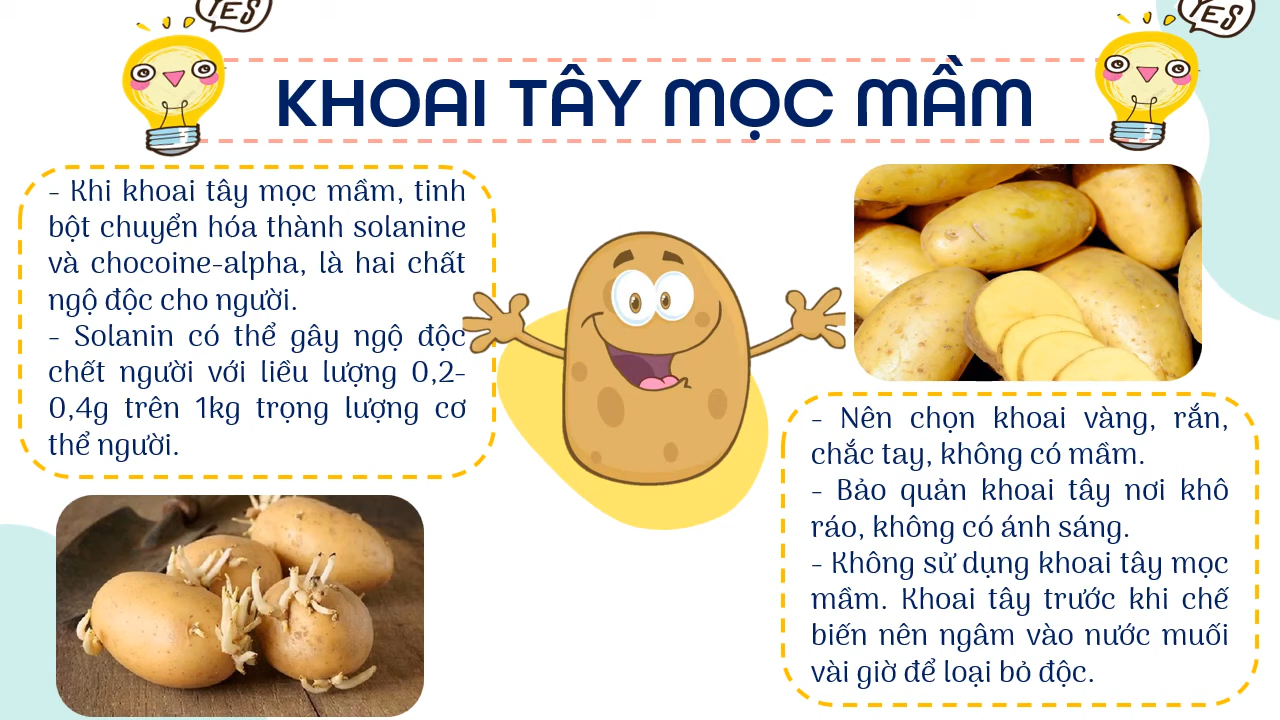 YES
YES
KHOAI TÂY MỌC MẦM
- Khi khoai tây mọc mầm, tinh
bột chuyển hóa thành solanine
và chocoine-alpha, là hai chất
ngộ độc cho người.
- Solanin có thể gây ngộ độc
chết người với liều lượng 0,2-
0,4g trên 1kg trọng lượng cơ
thể người.
- Nên chọn khoai vàng, rắn,
chắc tay, không có mầm.
- Bảo quản khoai tây nơi khô
ráo, không có ánh sáng.
- Không sử dụng khoai tây mọc
mầm. Khoai tây trước khi chế
biến nên ngâm vào nước muối
vài giờ để loại bỏ độc.